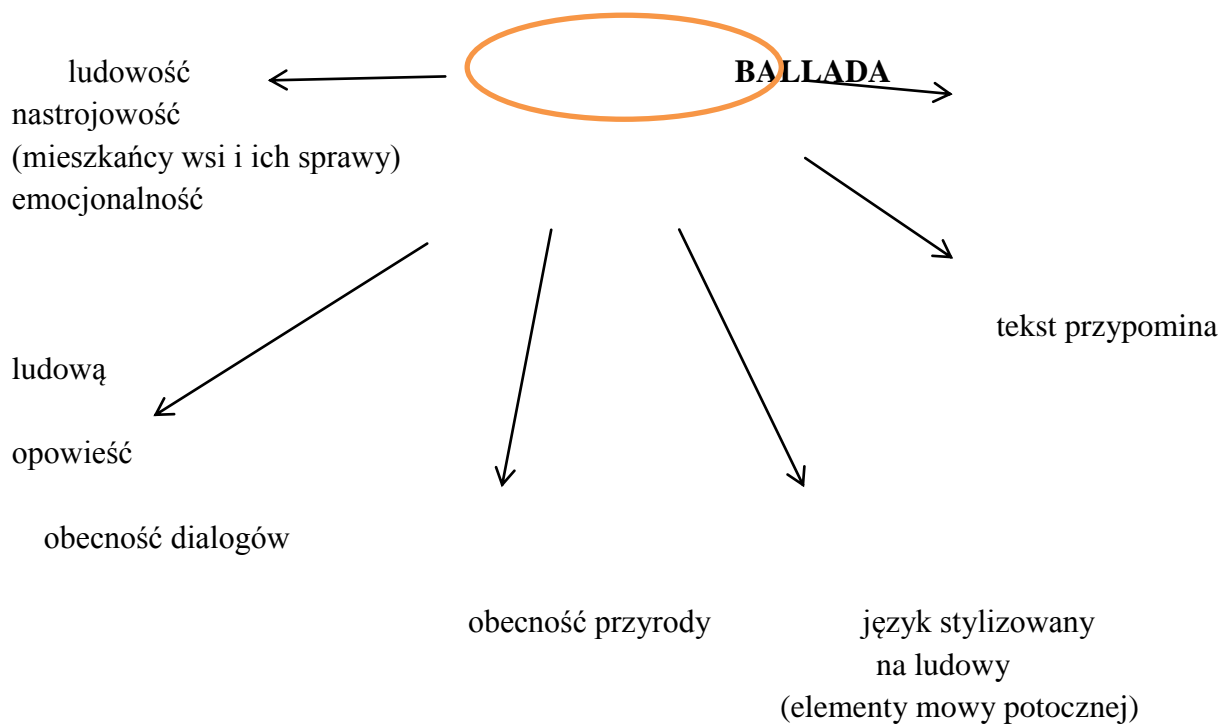 ludowość BALLADA
nastrojowość
(mieszkańcy wsi i ich sprawy)
emocjonalność
tekst przypomina
ludową
opowieść
obecność dialogów
obecność przyrody język stylizowany
na ludowy
(elementy mowy potocznej)